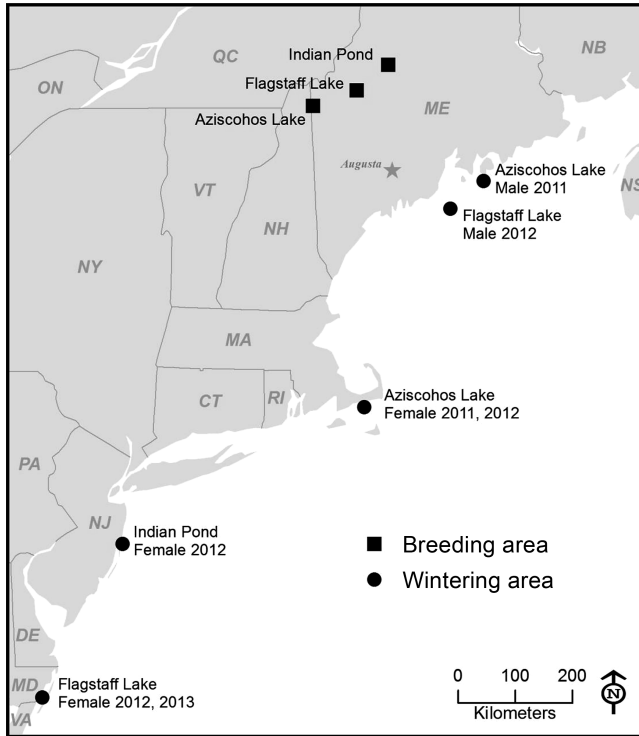 QC
NB
ON
Indian Pond
Flagstaff Lake
Aziscohos Lake
ME
Augusta
NS
Aziscohos Lake
Male 2011
Flagstaff Lake
Male 2012
VT
NH
NY
MA
CT
RI
Aziscohos Lake
Female 2011, 2012
PA
NJ
Indian Pond
Female 2012
Breeding area
Wintering area
DE
MD
VA
Flagstaff Lake
Female 2012, 2013
0 100 200
Kilometers
N